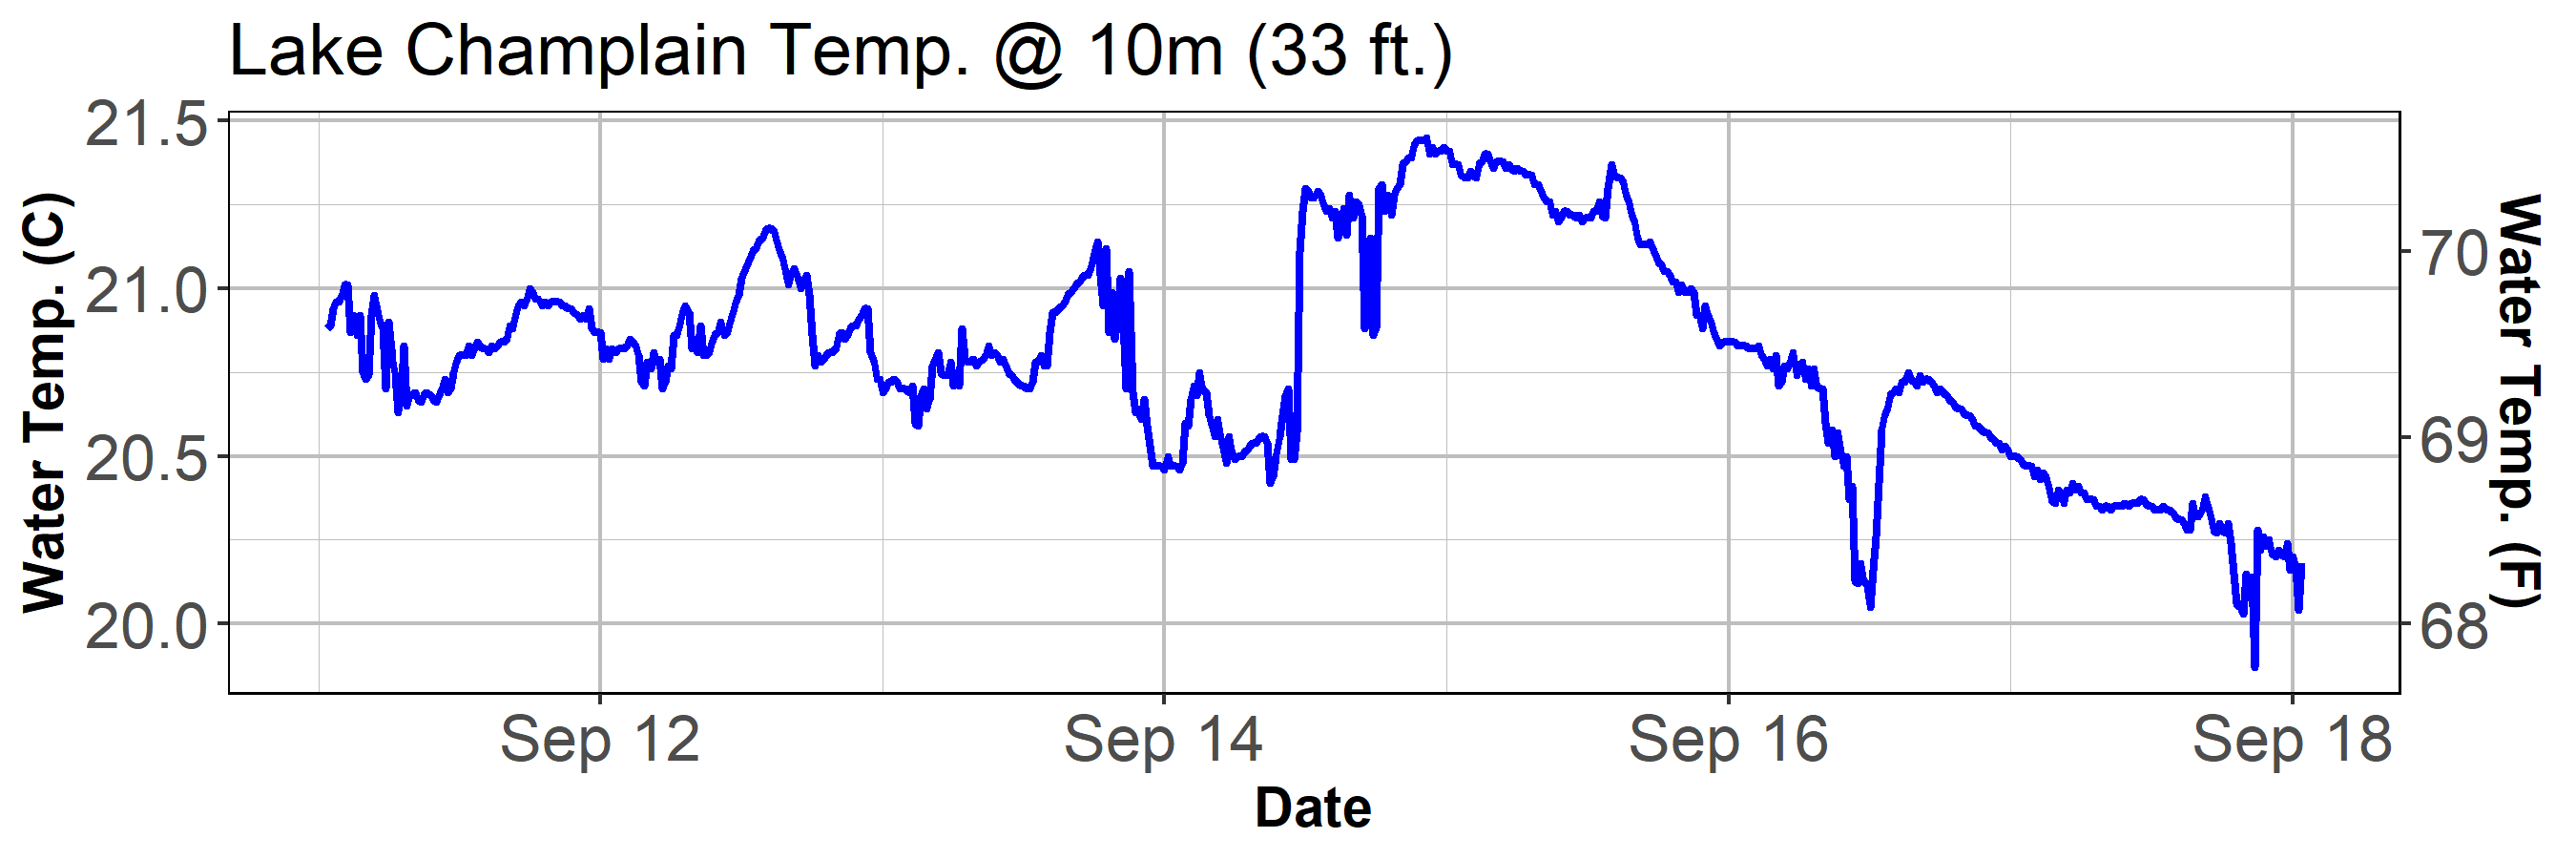 Lake Champlain Temp. @ 10m (33 ft.)
Water Temp. (C)
21.5
21.0
20.5
20.0
70
69
68
Water Temp. (F)
Sep 12 Sep 14 Sep 16 Sep 18
Date